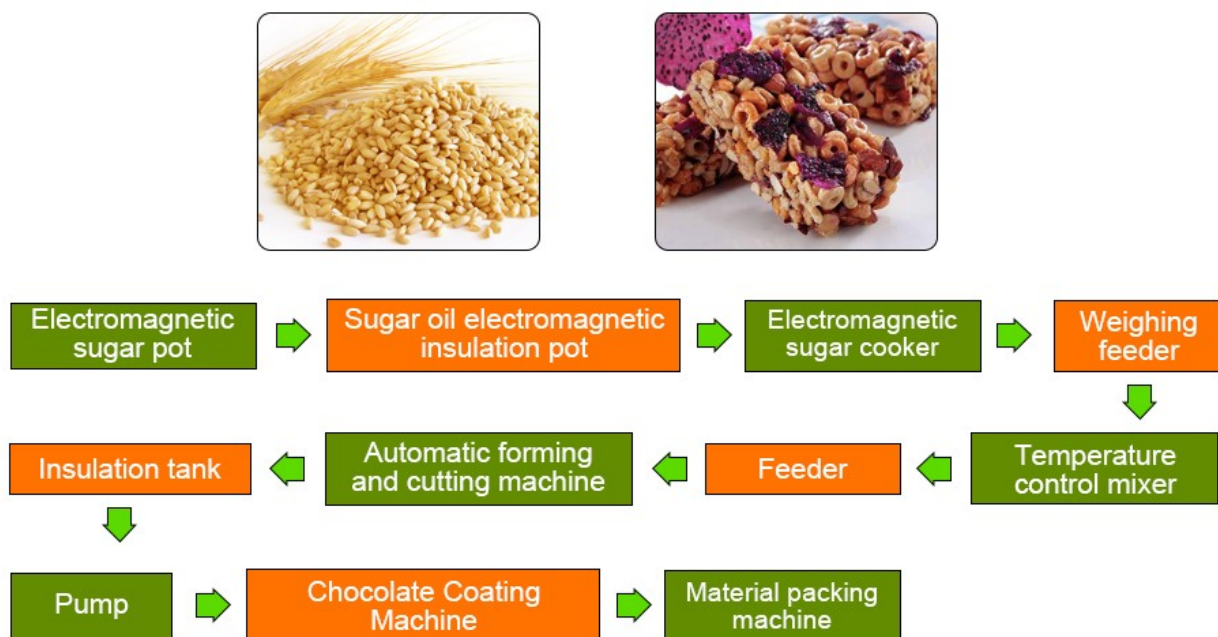 Electromagnetic
sugar pot
Sugar oil electromagnetic
insulation pot
Electromagnetic
sugar cooker
Weighing
feeder
Temperature
control mixer
Feeder
Automatic forming
and cutting machine
Insulation tank
Pump
Chocolate Coating
Machine
Material packing
machine